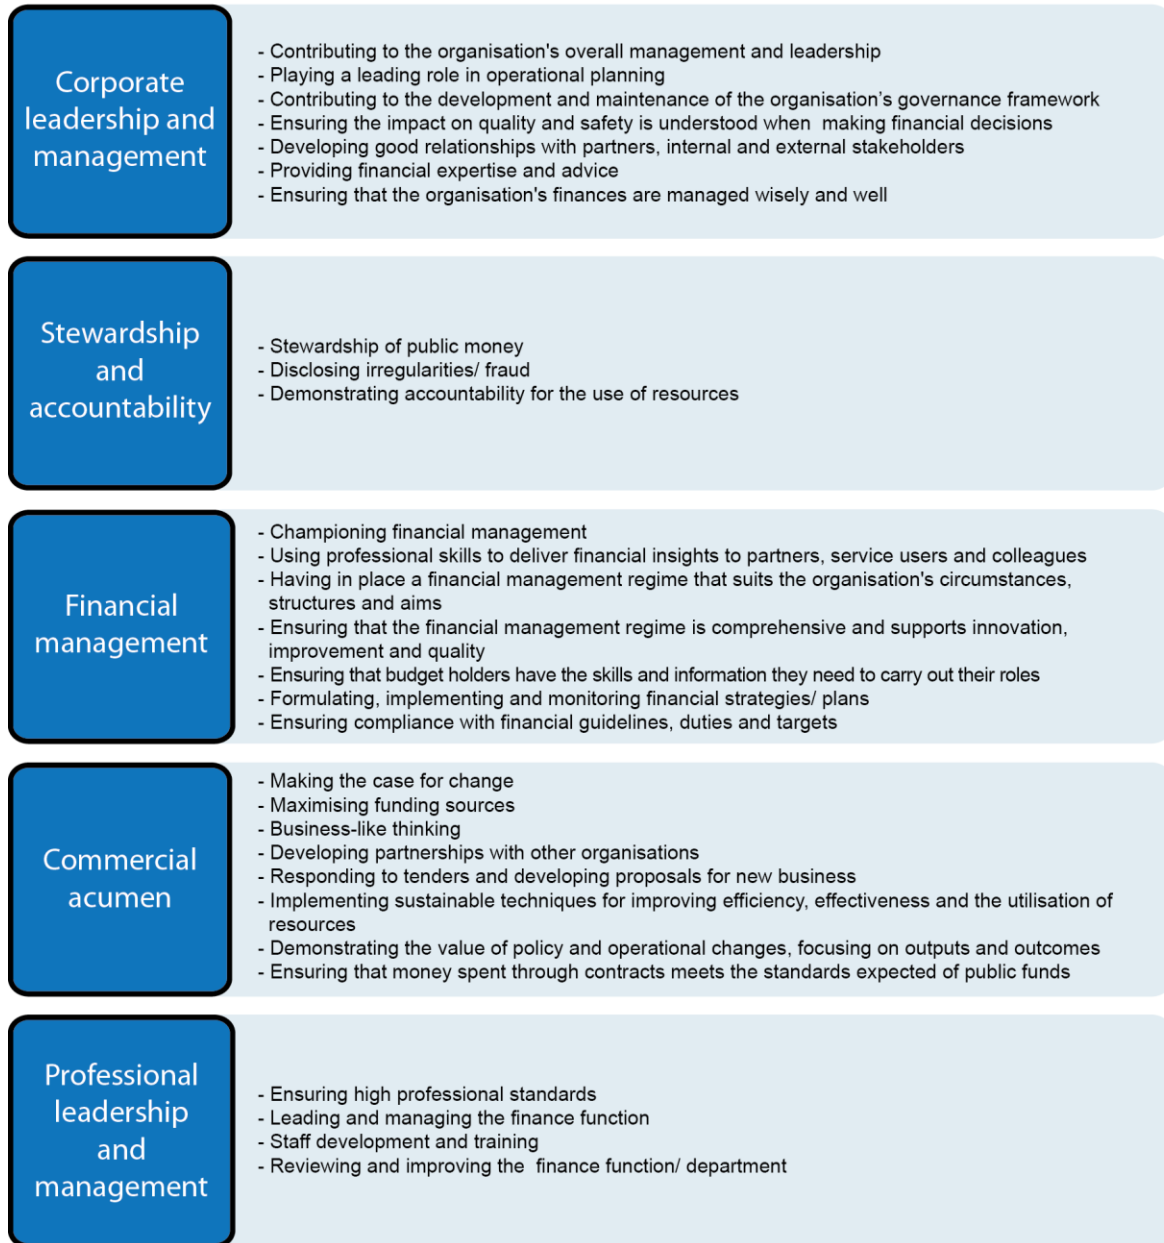 Corporate
leadership and
management
- Contributing to the organisation's overall management and leadership
- Playing a leading role in operational planning
- Contributing to the development and maintenance of the organisation’s governance framework
- Ensuring the impact on quality and safety is understood when  making financial decisions
- Developing good relationships with partners, internal and external stakeholders
- Providing financial expertise and advice
- Ensuring that the organisation's finances are managed wisely and well
Stewardship
and
accountability
- Stewardship of public money
- Disclosing irregularities/ fraud
- Demonstrating accountability for the use of resources
Financial
management
- Championing financial management
- Using professional skills to deliver financial insights to partners, service users and colleagues
- Having in place a financial management regime that suits the organisation's circumstances,
structures and aims
- Ensuring that the financial management regime is comprehensive and supports innovation,
improvement and quality
- Ensuring that budget holders have the skills and information they need to carry out their roles
- Formulating, implementing and monitoring financial strategies/ plans
- Ensuring compliance with financial guidelines, duties and targets
Commercial
acumen
- Making the case for change
- Maximising funding sources
- Business-like thinking
- Developing partnerships with other organisations
- Responding to tenders and developing proposals for new business
- Implementing sustainable techniques for improving efficiency, effectiveness and the utilisation of
resources
- Demonstrating the value of policy and operational changes, focusing on outputs and outcomes
- Ensuring that money spent through contracts meets the standards expected of public funds
Professional
leadership
and
management
- Ensuring high professional standards
- Leading and managing the finance function
- Staff development and training
- Reviewing and improving the  finance function/ department